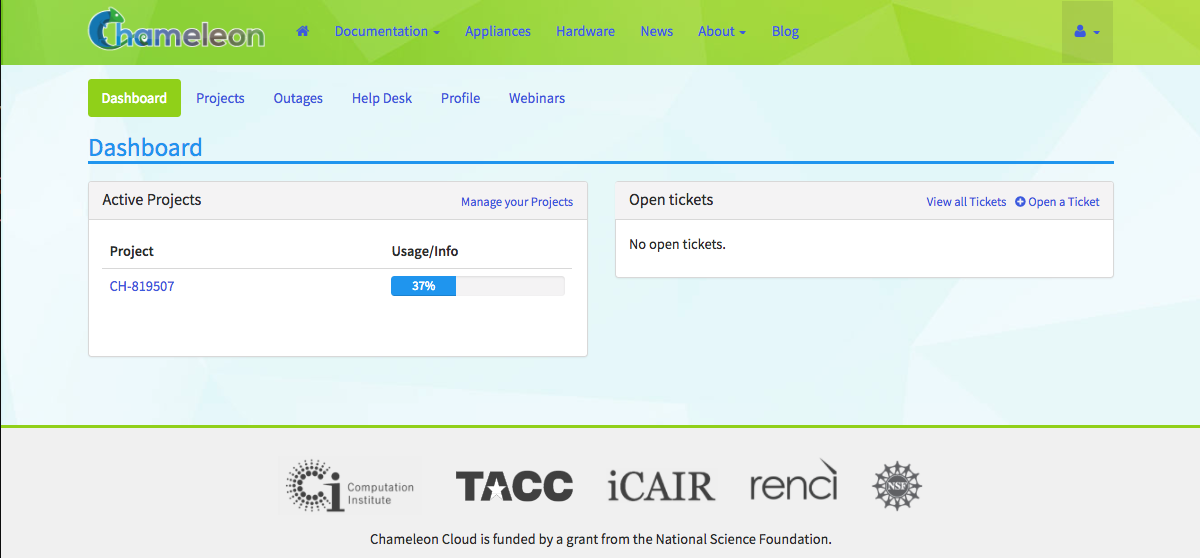 Chameleon
Documentation
Appliances
Hardware
News
About
Blog
Dashboard
Projects
Outages
Help Desk
Profile
Webinars
Dashboard
Active Projects
Manage your Projects
Project
Usage/Info
CH-819507
37%
Open tickets
View all Tickets
Open a Ticket
No open tickets.
Ci Computation
Institute
TACC
iCAIR
renci
NSF
Chameleon Cloud is funded by a grant from the National Science Foundation.